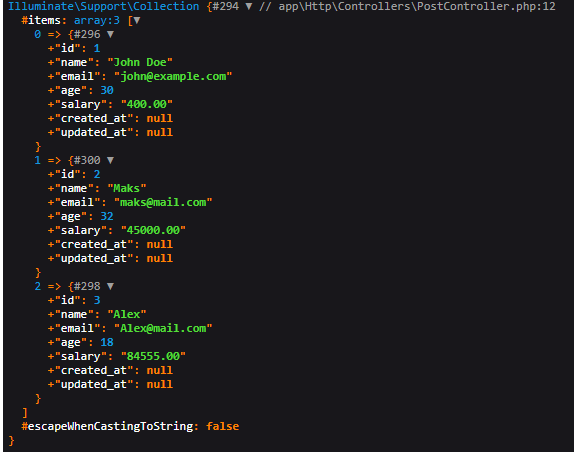 Illuminate\Support\Collection {#294 ▼ // app\Http\Controllers\PostController.php:12
#items: array:3 [▼
0 => {#296 ▼
+"id": 1
+"name": "John Doe"
+"email": "john@example.com"
+"age": 30
+"salary": "400.00"
+"created_at": null
+"updated_at": null
}
1 => {#300 ▼
+"id": 2
+"name": "Maks"
+"email": "maks@mail.com"
+"age": 32
+"salary": "45000.00"
+"created_at": null
+"updated_at": null
}
2 => {#298 ▼
+"id": 3
+"name": "Alex"
+"email": "Alex@mail.com"
+"age": 18
+"salary": "84555.00"
+"created_at": null
+"updated_at": null
}
]
#escapeWhenCastingToString: false
}